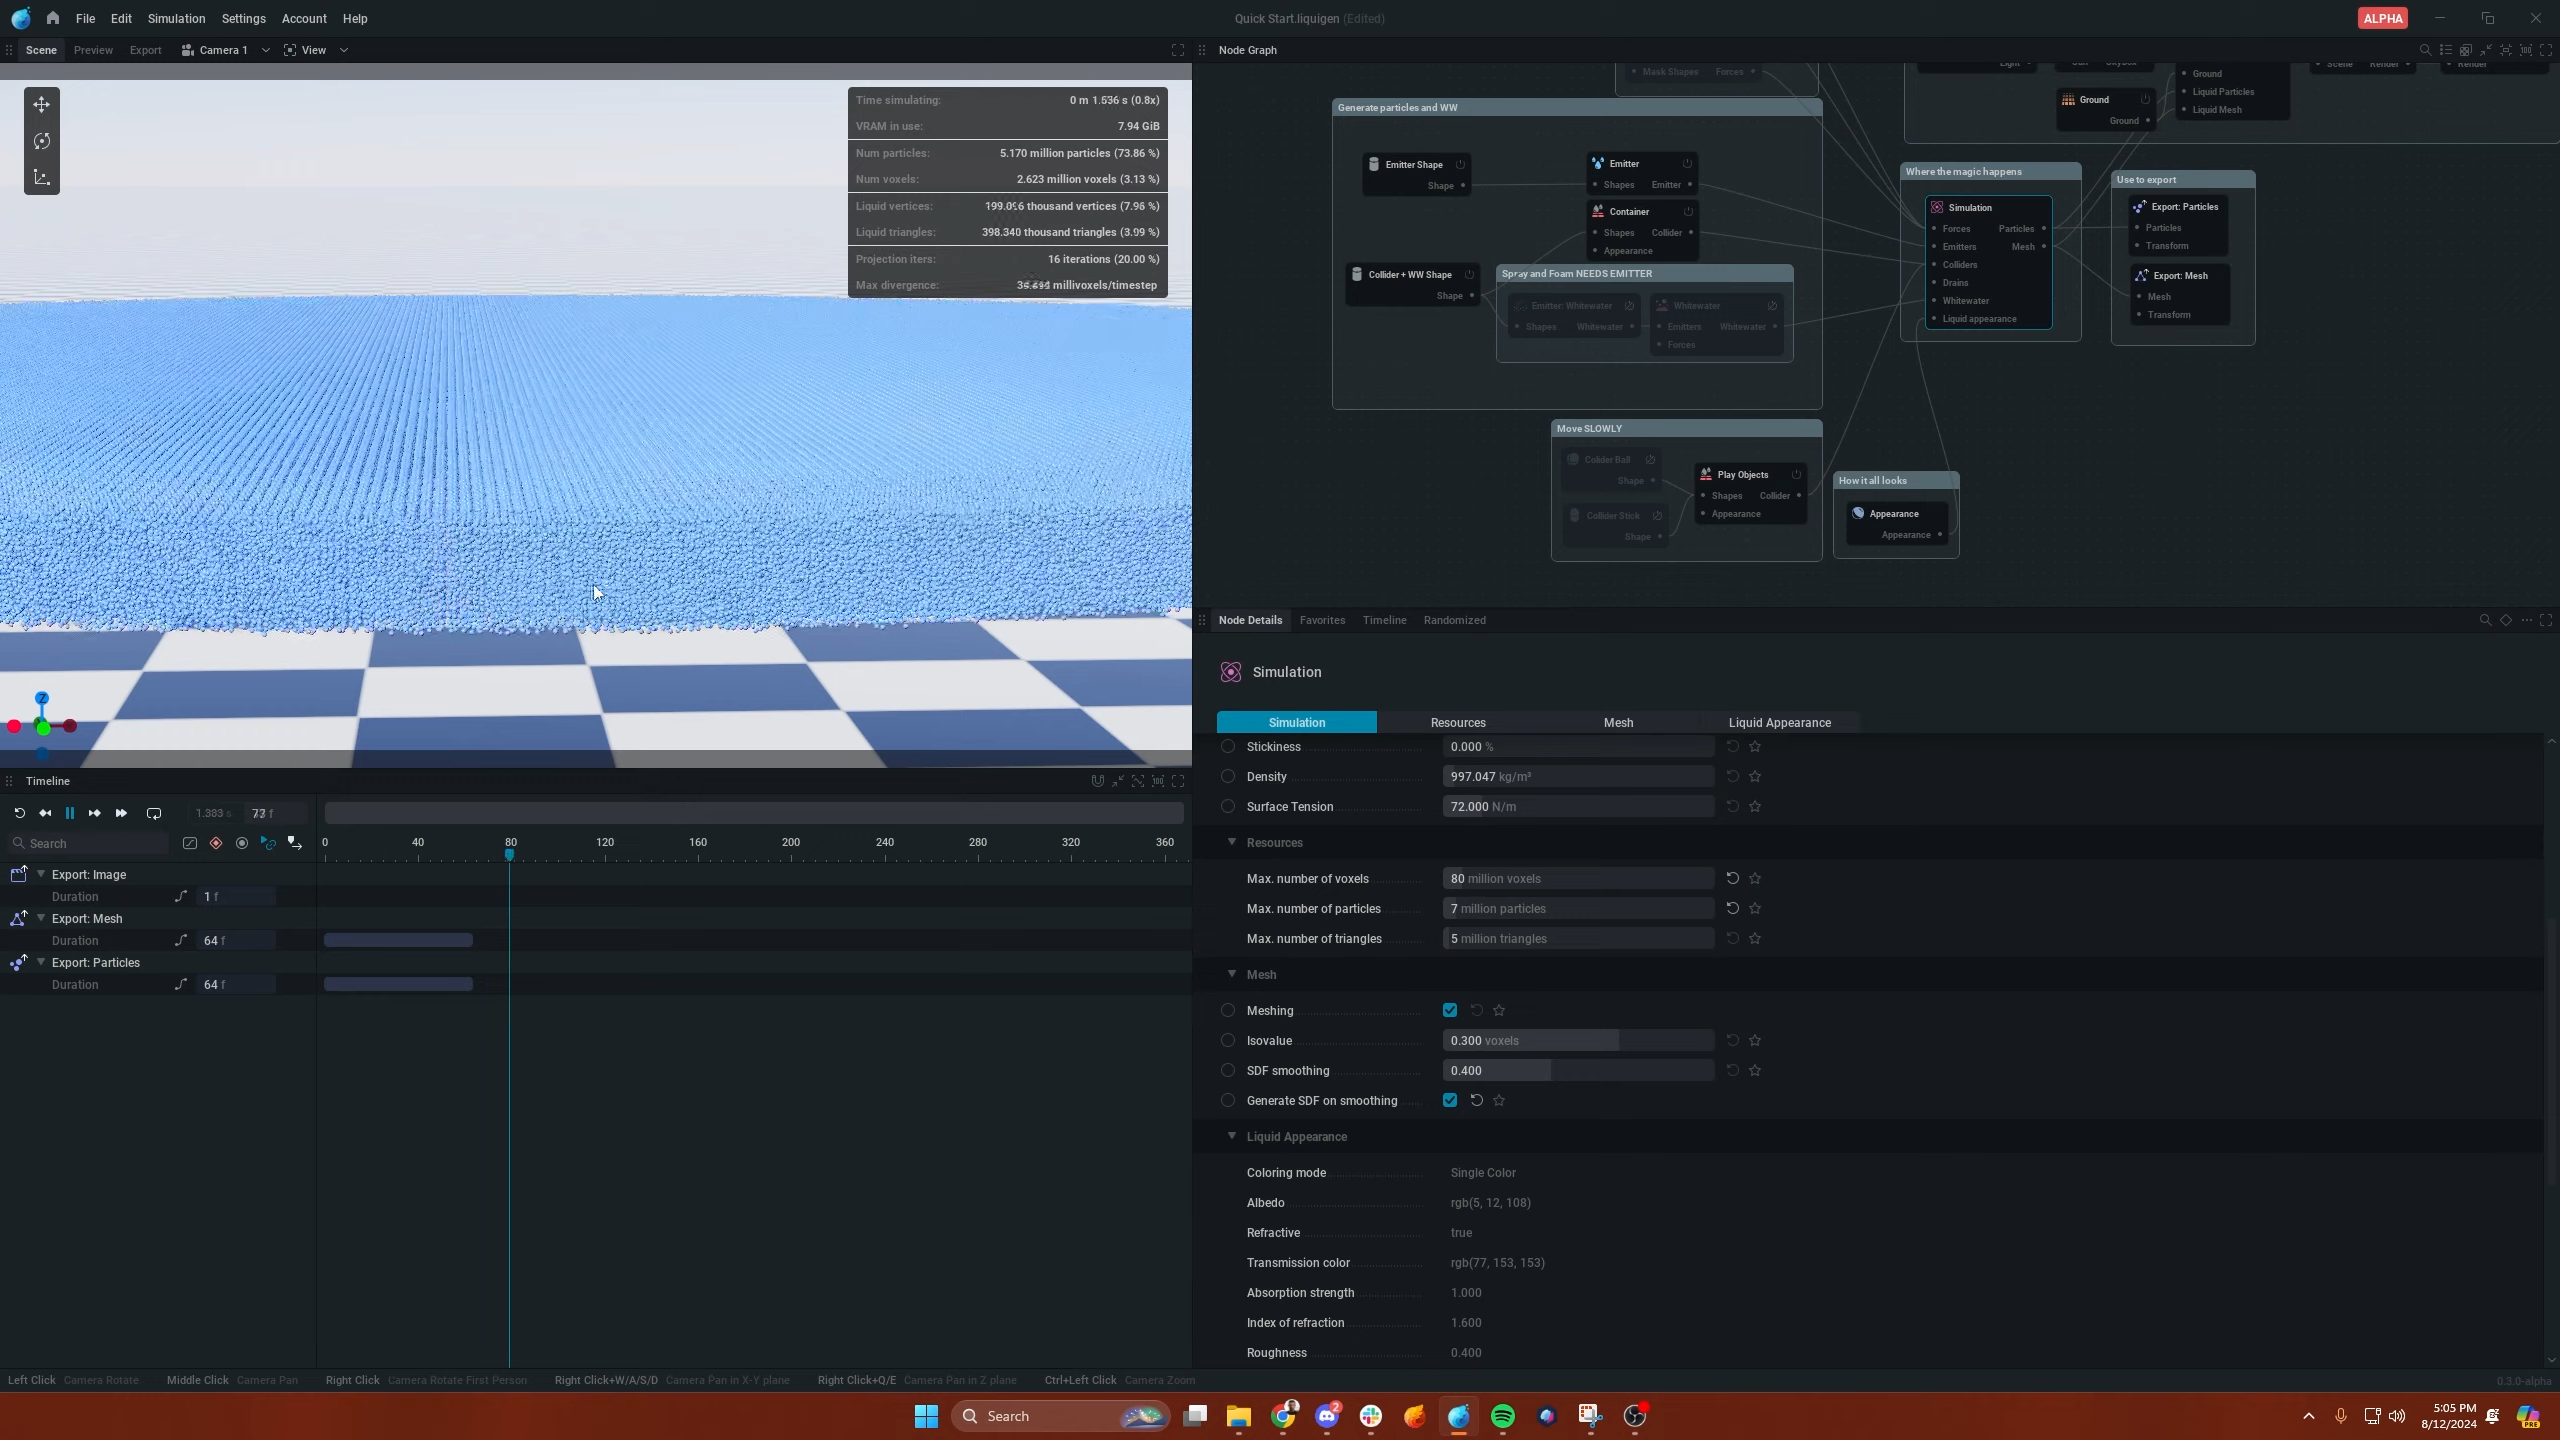 File Edit Simulation Settings Account Help
Quick Start.liquigen (Edited)
ALPHA
Scene Preview Export Camera 1 View
Time simulating: 0 m 1.536 s (0.8x)
VRAM in use: 7.94 GiB
Num particles: 5.170 million particles (73.86 %)
Num voxels: 2.623 million voxels (3.13 %)
Liquid vertices: thousand vertices (7.96 %)
Liquid triangles: 398.340 thousand triangles (3.99 %)
Projection iters: 16 iterations (20.00 %)
Max divergence: millivoxels/timestep
Z
Node Graph
Mask Shapes Forces
Generate particles and WW
Emitter Shape
Shape
Emitter
Shapes Emitter
Container
Shapes Collider
Appearance
Collider + WW Shape
Shape
Spray and Foam NEEDS EMITTER
Emitter: Whitewater
Shapes Whitewater
Whitewater
Emitters Whitewater
Forces
Move SLOWLY
Colider Ball
Shape
Collider Stick
Shape
Play Objects
Shapes Collider
Appearance
How it all looks
Appearance
Appearance
Ground
Ground
Ground
Liquid Particles
Liquid Mesh
Scene Render
Render
Where the magic happens
Simulation
Forces Particles
Emitters Mesh
Colliders
Drains
Whitewater
Liquid appearance
Use to export
Export: Particles
Particles
Transform
Export: Mesh
Mesh
Transform
Node Details Favorites Timeline Randomized
Simulation
Simulation Resources Mesh Liquid Appearance
Stickiness 0.000 %
Density 997.047 kg/m³
Surface Tension 72.000 N/m
Resources
Max. number of voxels 80 million voxels
Max. number of particles 7 million particles
Max. number of triangles 5 million triangles
Mesh
Meshing
Isovalue 0.300 voxels
SDF smoothing 0.400
Generate SDF on smoothing
Liquid Appearance
Coloring mode Single Color
Albedo rgb(5, 12, 108)
Refractive true
Transmission color rgb(77, 153, 153)
Absorption strength 1.000
Index of refraction 1.600
Roughness 0.400
Timeline
1.383 s f
Search
0 40 80 120 160 200 240 280 320 360
Export: Image
Duration 1 f
Export: Mesh
Duration 64 f
Export: Particles
Duration 64 f
Left Click Camera Rotate Middle Click Camera Pan Right Click Camera Rotate First Person Right Click+W/A/S/D Camera Pan in X-Y plane Right Click+Q/E Camera Pan in Z plane Ctrl+Left Click Camera Zoom
0.3.0-alpha
Search
2
5:05 PM
8/12/2024
PRE